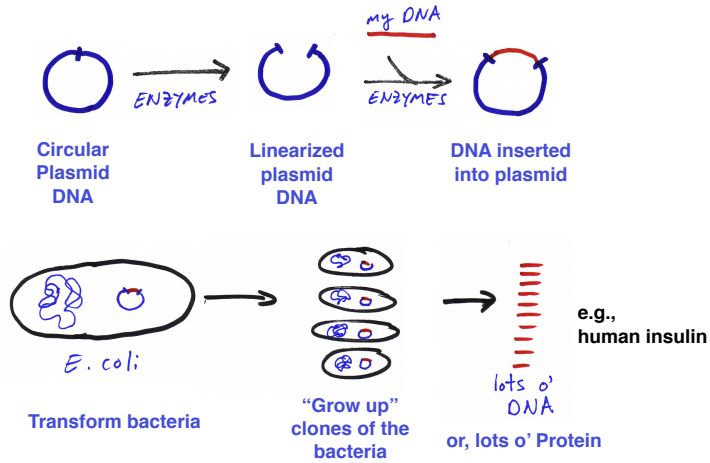 my DNA
ENZYMES
ENZYMES
Circular
Plasmid
DNA
Linearized
plasmid
DNA
DNA inserted
into plasmid
E. coli
Transform bacteria
"Grow up"
clones of the
bacteria
lots o'
DNA
or, lots o' Protein
e.g.,
human insulin